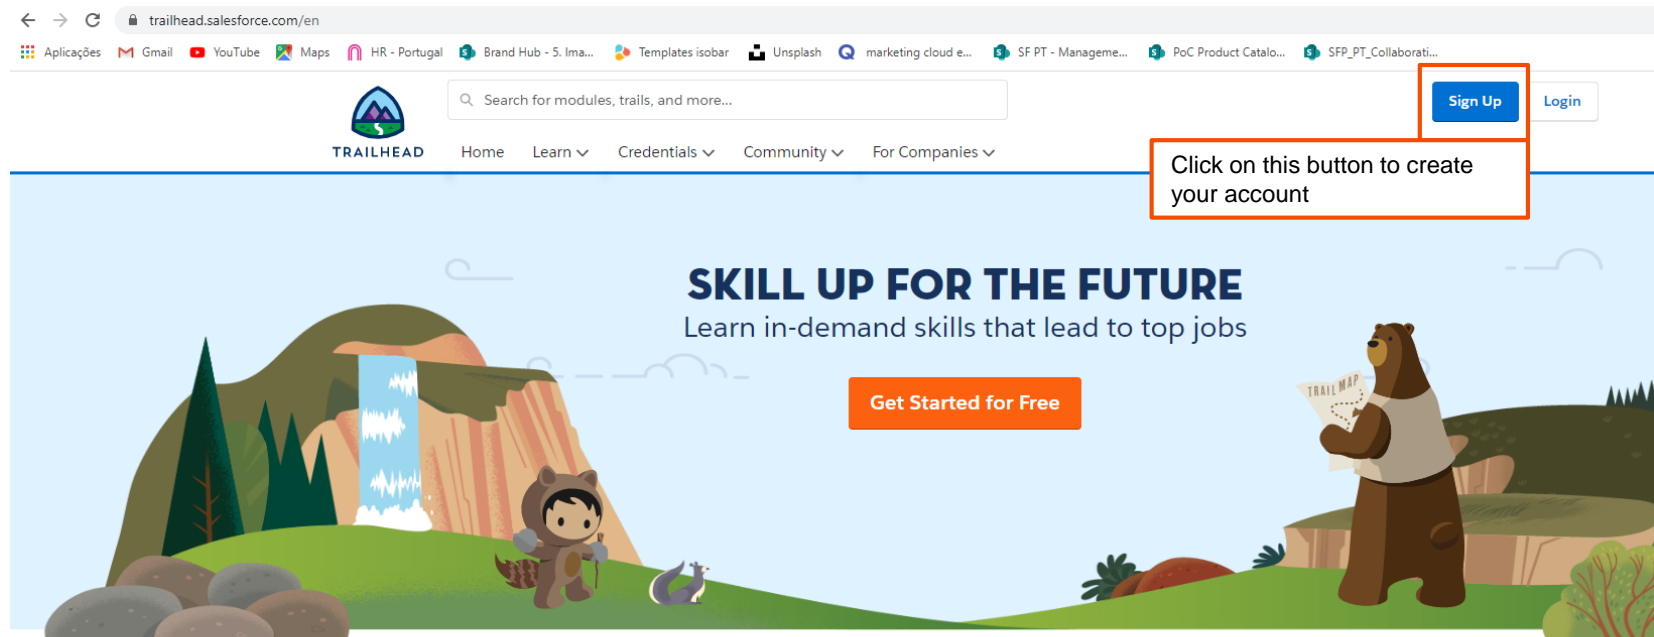 trailhead.salesforce.com/en
Aplicações Gmail YouTube Maps HR - Portugal Brand Hub - 5. Ima... Templates isobar Unsplash marketing cloud e... SF PT - Manageme... PoC Product Catalo... SFP_PT_Collaborati...
Search for modules, trails, and more...
Sign Up Login
TRAILHEAD Home Learn Credentials Community For Companies
Click on this button to create
your account
SKILL UP FOR THE FUTURE
Learn in-demand skills that lead to top jobs
Get Started for Free
TRAIL MAP